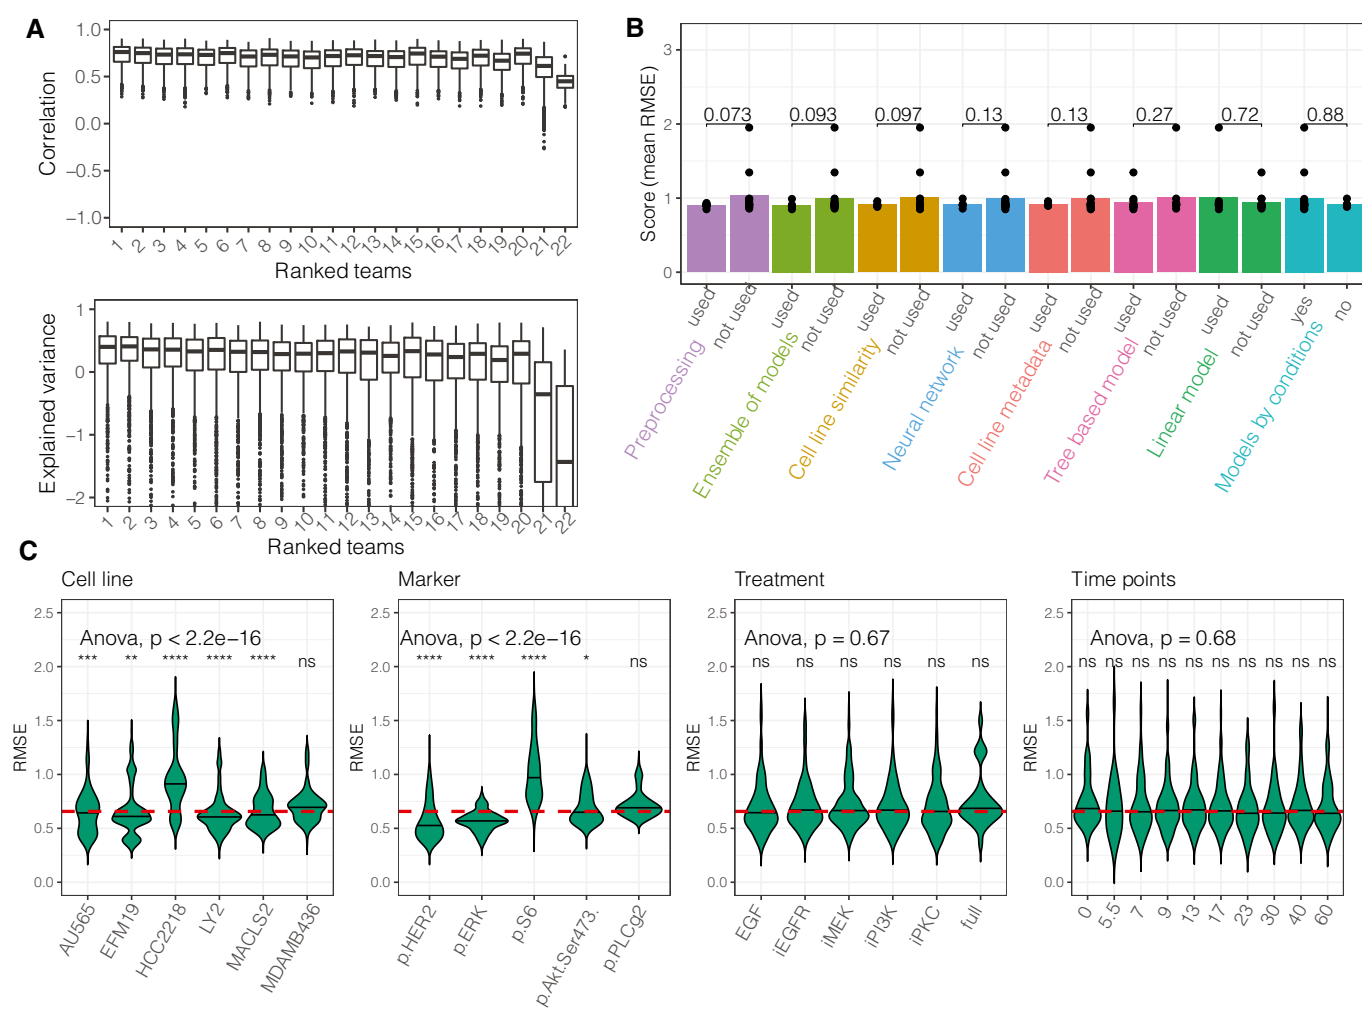 A
1.0
0.5
0.0
−0.5
−1.0
Correlation
1 2 3 4 5 6 7 8 9 10 11 12 13 14 15 16 17 18 19 20 21 22
Ranked teams
1
0
−1
−2
Explained variance
1 2 3 4 5 6 7 8 9 10 11 12 13 14 15 16 17 18 19 20 21 22
Ranked teams
B
3
2
1
0
Score (mean RMSE)
0.073 0.093 0.097 0.13 0.13 0.27 0.72 0.88
used not used used not used used not used used not used used not used used not used used not used yes no
Preprocessing
Ensemble of models
Cell line similarity
Neural network
Cell line metadata
Tree based model
Linear model
Models by conditions
C
Cell line
2.5
2.0
1.5
1.0
0.5
0.0
RMSE
Anova, p < 2.2e−16
*** ** **** **** **** ns
AU565 EFM19 HCC2218 LY2 MACLS2 MDAMB436
Marker
2.5
2.0
1.5
1.0
0.5
0.0
RMSE
Anova, p < 2.2e−16
**** **** **** * ns
p.HER2 p.ERK p.S6 p.Akt.Ser473. p.PLCg2
Treatment
2.5
2.0
1.5
1.0
0.5
0.0
RMSE
Anova, p = 0.67
ns ns ns ns ns ns
EGF iEGFR iMEK iPI3K iPKC full
Time points
2.5
2.0
1.5
1.0
0.5
0.0
RMSE
Anova, p = 0.68
ns ns ns ns ns ns ns ns ns ns
0 5.5 7 9 13 17 23 30 40 60